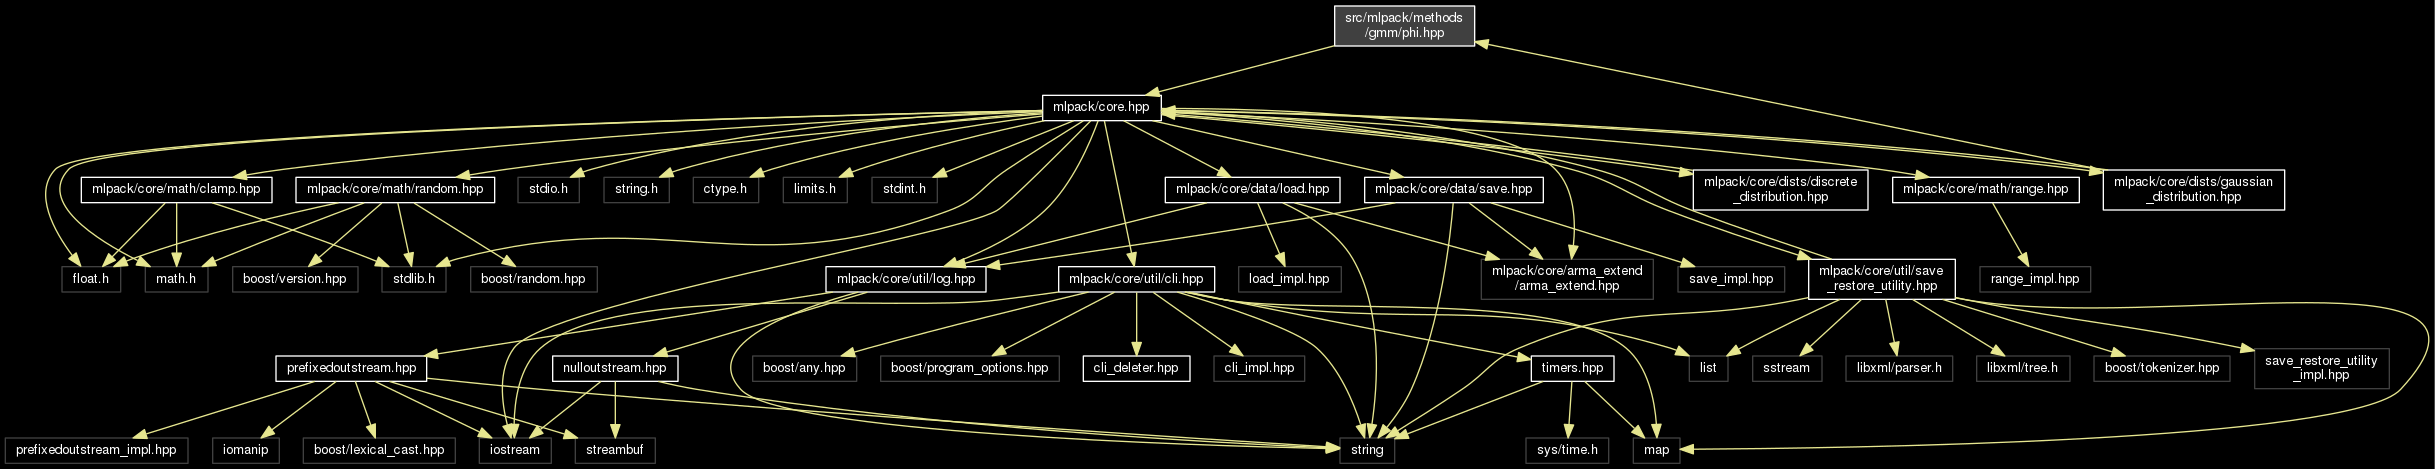 src/mlpack/methods
/gmm/phi.hpp
mlpack/core.hpp
mlpack/core/math/clamp.hpp
mlpack/core/math/random.hpp
stdio.h
string.h
ctype.h
limits.h
stdint.h
mlpack/core/data/load.hpp
mlpack/core/data/save.hpp
mlpack/core/dists/discrete
_distribution.hpp
mlpack/core/math/range.hpp
mlpack/core/dists/gaussian
_distribution.hpp
float.h
math.h
boost/version.hpp
stdlib.h
boost/random.hpp
mlpack/core/util/log.hpp
mlpack/core/util/cli.hpp
load_impl.hpp
mlpack/core/arma_extend
/arma_extend.hpp
save_impl.hpp
mlpack/core/util/save
_restore_utility.hpp
range_impl.hpp
prefixedoutstream.hpp
nulloutstream.hpp
boost/any.hpp
boost/program_options.hpp
cli_deleter.hpp
cli_impl.hpp
timers.hpp
list
sstream
libxml/parser.h
libxml/tree.h
boost/tokenizer.hpp
save_restore_utility
_impl.hpp
prefixedoutstream_impl.hpp
iomanip
boost/lexical_cast.hpp
iostream
streambuf
string
sys/time.h
map